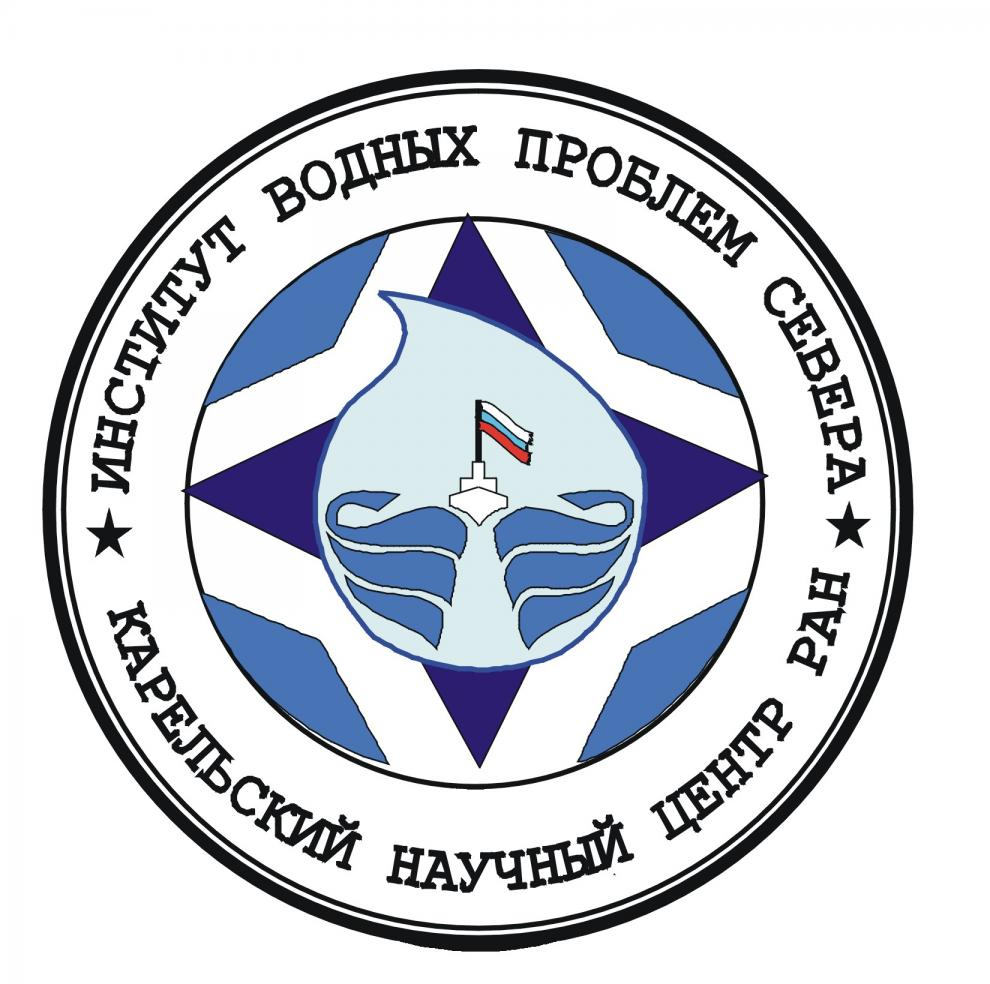 ИНСТИТУТ ВОДНЫХ ПРОБЛЕМ СЕВЕРА
КАРЕЛЬСКИЙ НАУЧНЫЙ ЦЕНТР РАН